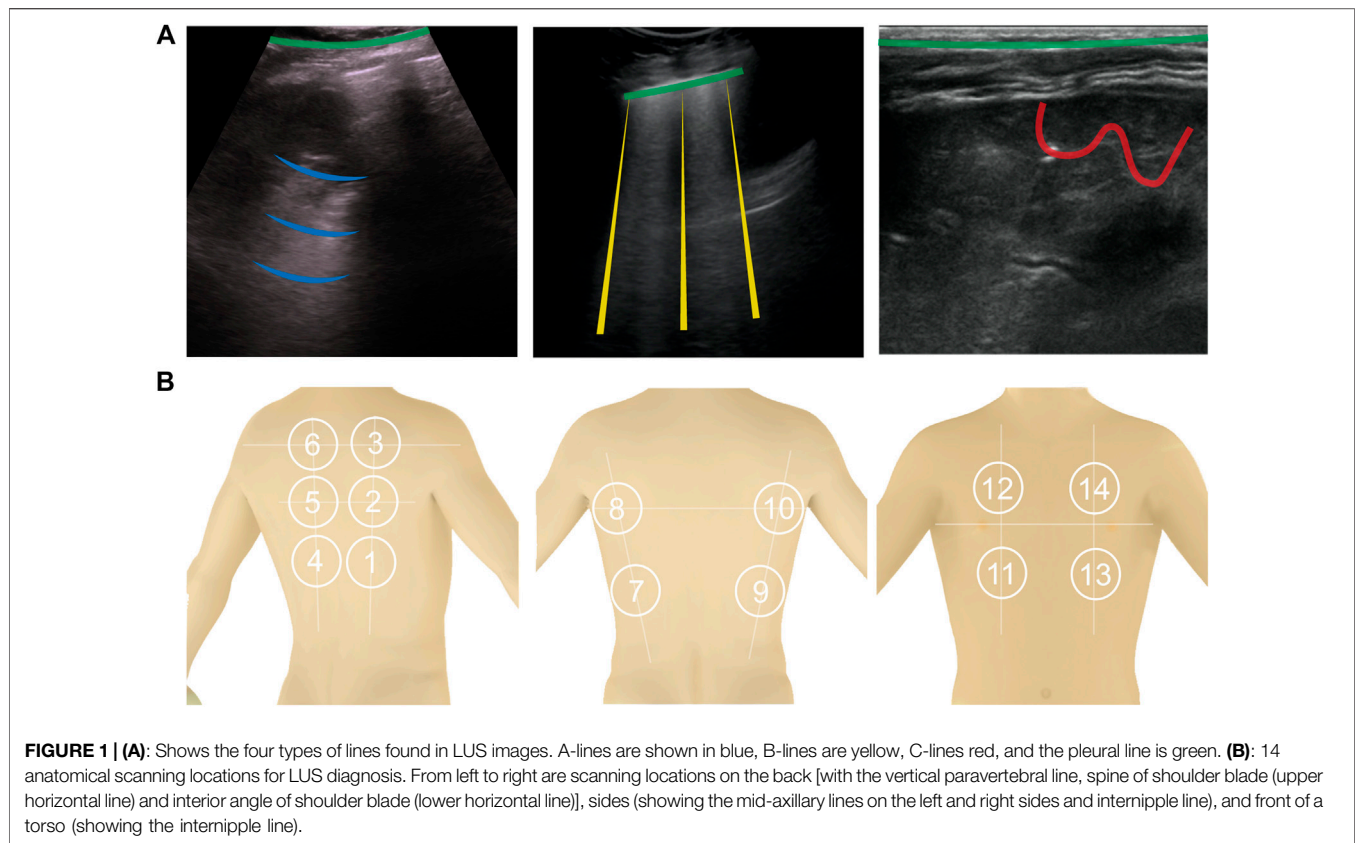 A
B
6 3
5 2
4 1
8 10
7 9
12 14
11 13
FIGURE 1 | (A): Shows the four types of lines found in LUS images. A-lines are shown in blue, B-lines are yellow, C-lines red, and the pleural line is green. (B): 14
anatomical scanning locations for LUS diagnosis. From left to right are scanning locations on the back [with the vertical paravertebral line, spine of shoulder blade (upper
horizontal line) and interior angle of shoulder blade (lower horizontal line)], sides (showing the mid-axillary lines on the left and right sides and internipple line), and front of a
torso (showing the internipple line).